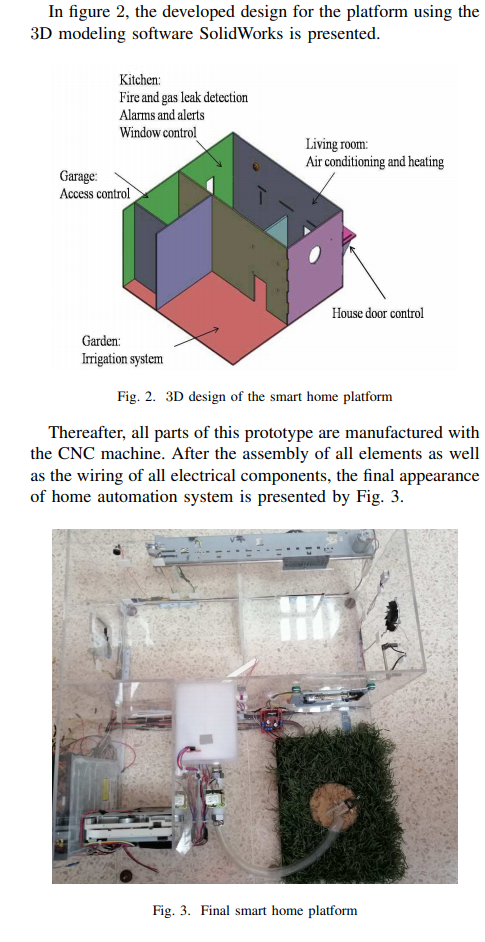 In figure 2, the developed design for the platform using the
3D modeling software SolidWorks is presented.
Kitchen:
Fire and gas leak detection
Alarms and alerts
Window control
Living room:
Air conditioning and heating
Garage:
Access control
House door control
Garden:
Irrigation system
Fig. 2. 3D design of the smart home platform
Thereafter, all parts of this prototype are manufactured with
the CNC machine. After the assembly of all elements as well
as the wiring of all electrical components, the final appearance
of home automation system is presented by Fig. 3.
Fig. 3. Final smart home platform